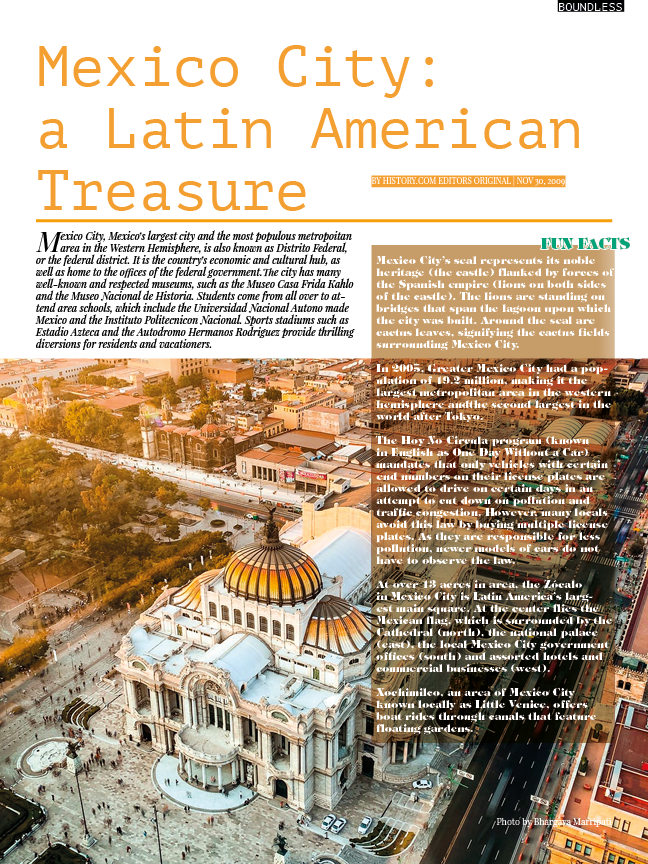 BOUNDLESS
Mexico City:
a Latin American
Treasure
BY HISTORY.COM EDITORS ORIGINAL | NOV 30, 2009
Mexico City, Mexico's largest city and the most populous metropoitan
area in the Western Hemisphere, is also known as Distrito Federal,
or the federal district. It is the country's economic and cultural hub, as
well as home to the offices of the federal government.The city has many
well-known and respected museums, such as the Museo Casa Frida Kahlo
and the Museo Nacional de Historia. Students come from all over to at-
tend area schools, which include the Universidad Nacional Autono made
Mexico and the Instituto Politecnicon Nacional. Sports stadiums such as
Estadio Azteca and the Autodromo Hermanos Rodriguez provide thrilling
diversions for residents and vacationers.
FUN FACTS
Mexico City's seal represents its noble
heritage (the castle) flanked by forces of
the Spanish empire (lions on both sides
of the castle). The lions are standing on
bridges that span the lagoon upon which
the city was built. Around the seal are
cactus leaves, signifying the cactus fields
surrounding Mexico City.
In 2005, Greater Mexico City had a pop-
ulation of 19.2 million, making it the
largest metropolitan area in the western
hemisphere andthe second largest in the
world after Tokyo.
The Hoy No Circula program (known
in English as One Day Without a Car)
mandates that only vehicles with certain
end numbers on their license plates are
allowed to drive on certain days in an
attempt to cut down on pollution and
traffic congestion. However, many locals
avoid this law by buying multiple license
plates. As they are responsible for less
pollution, newer models of cars do not
have to observe the law.
At over 13 acres in area, the Zócalo
in Mexico City is Latin America's larg-
est main square. At the center flies the
Mexican flag, which is surrounded by the
Cathedral (north), the national palace
(east), the local Mexico City government
offices (south) and assorted hotels and
commercial businesses (west).
Xochimilco, an area of Mexico City
known locally as Little Venice, offers
boat rides through canals that feature
floating gardens.
Photo by Bhargava Marripati